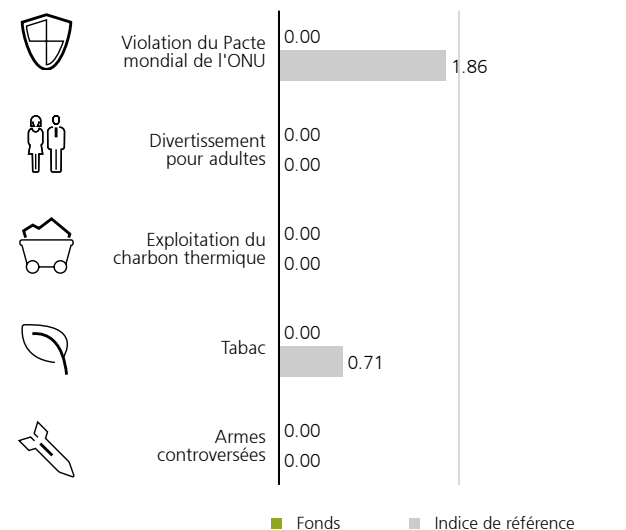 Violation du Pacte
mondial de l'ONU
0.00
1.86
Divertissement
pour adultes
0.00
0.00
Exploitation du
charbon thermique
0.00
0.00
Tabac
0.00
0.71
Armes
controversées
0.00
0.00
Fonds
Indice de référence